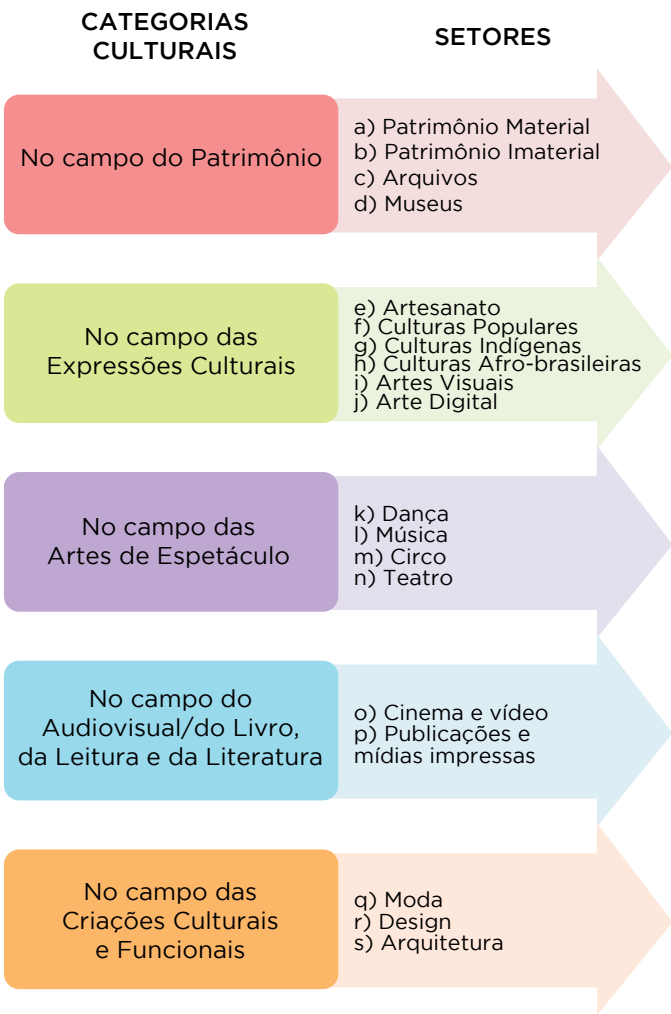 CATEGORIAS
CULTURAIS
SETORES
No campo do Patrimônio
a) Patrimônio Material
b) Patrimônio Imaterial
c) Arquivos
d) Museus
No campo das
Expressões Culturais
e) Artesanato
f) Culturas Populares
g) Culturas Indígenas
h) Culturas Afro-brasileiras
i) Artes Visuais
j) Arte Digital
No campo das
Artes de Espetáculo
k) Dança
l) Música
m) Circo
n) Teatro
No campo do
Audiovisual/do Livro,
da Leitura e da Literatura
o) Cinema e vídeo
p) Publicações e
mídias impressas
No campo das
Criações Culturais
e Funcionais
q) Moda
r) Design
s) Arquitetura